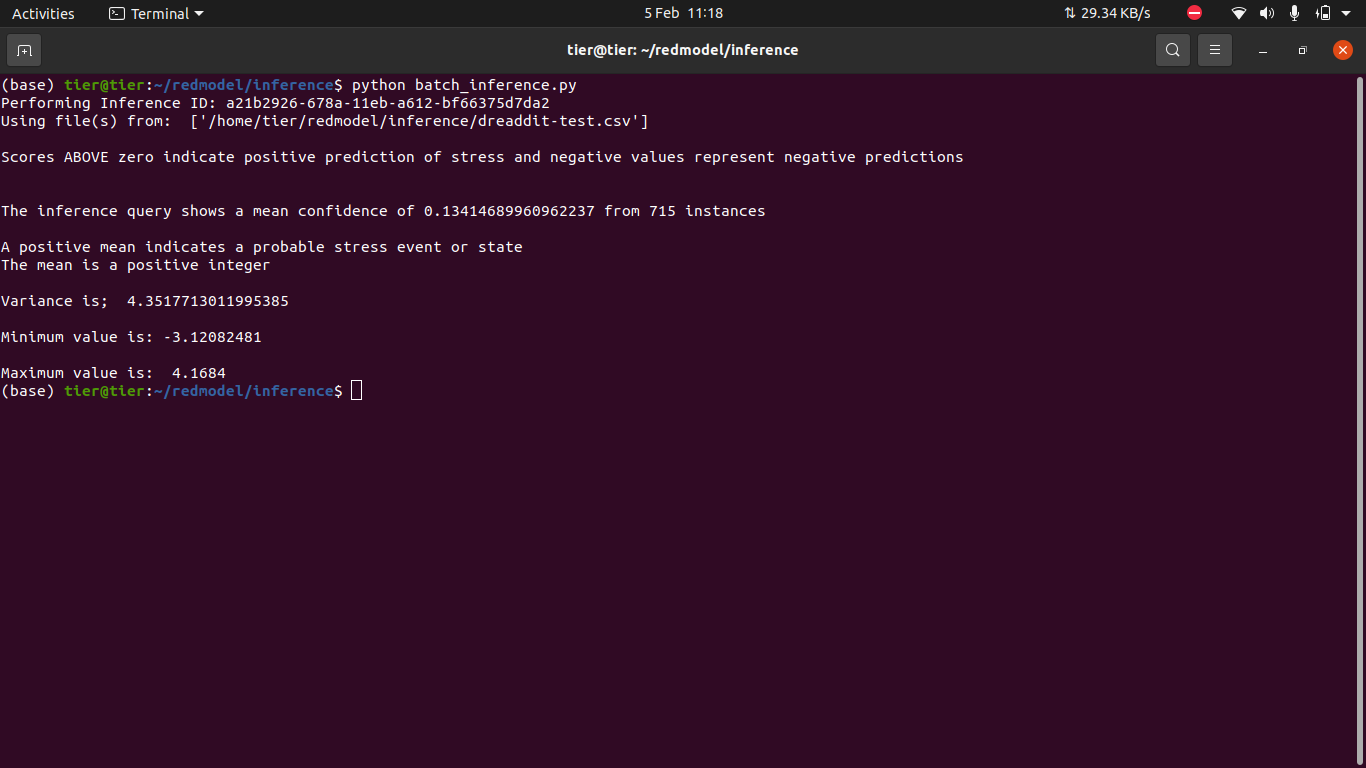 Activities Terminal 5 Feb 11:18 29.34 KB/s
tier@tier: ~/redmodel/inference
(base) tier@tier:~/redmodel/inference$ python batch_inference.py
Performing Inference ID: a21b2926-678a-11eb-a612-bf66375d7da2
Using file(s) from:  ['/home/tier/redmodel/inference/dreaddit-test.csv']
Scores ABOVE zero indicate positive prediction of stress and negative values represent negative predictions
The inference query shows a mean confidence of 0.13414689960962237 from 715 instances
A positive mean indicates a probable stress event or state
The mean is a positive integer
Variance is;  4.3517713011995385
Minimum value is: -3.12082481
Maximum value is:  4.1684
(base) tier@tier:~/redmodel/inference$